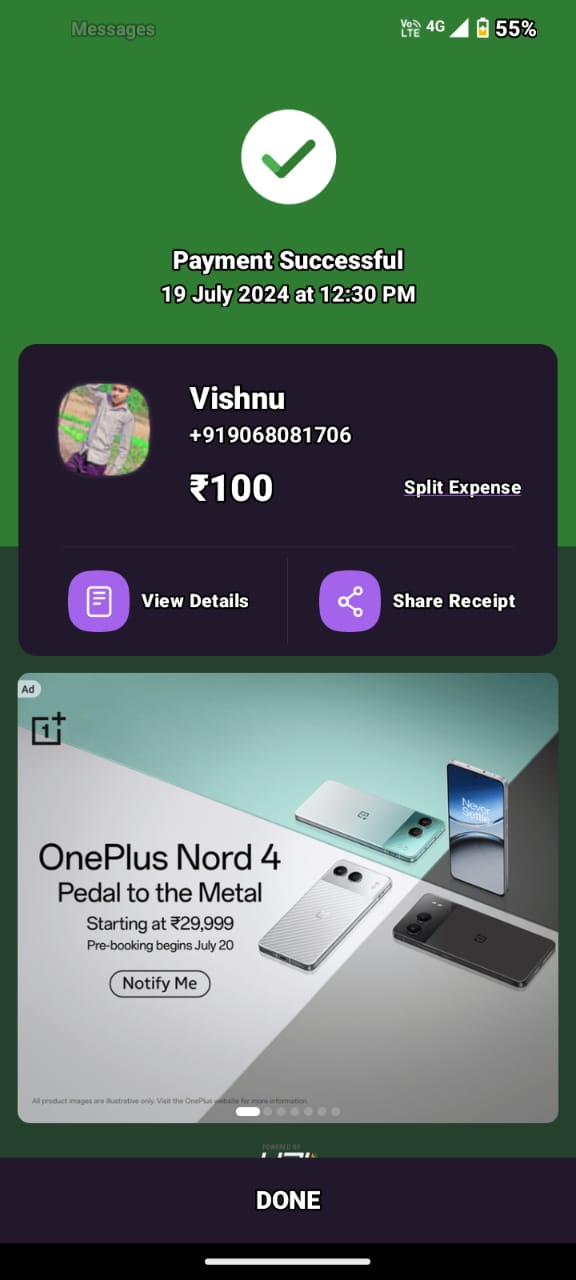 Messages
Vo)) LTE 4G 55%
Payment Successful
19 July 2024 at 12:30 PM
Vishnu
+919068081706
₹100
Split Expense
View Details
Share Receipt
Ad
1+
OnePlus Nord 4
Pedal to the Metal
Starting at ₹29,999
Pre-booking begins July 20
Notify Me
Never Settle
All product images are illustrative only. Visit the OnePlus website for more information.
POWERED BY
DONE